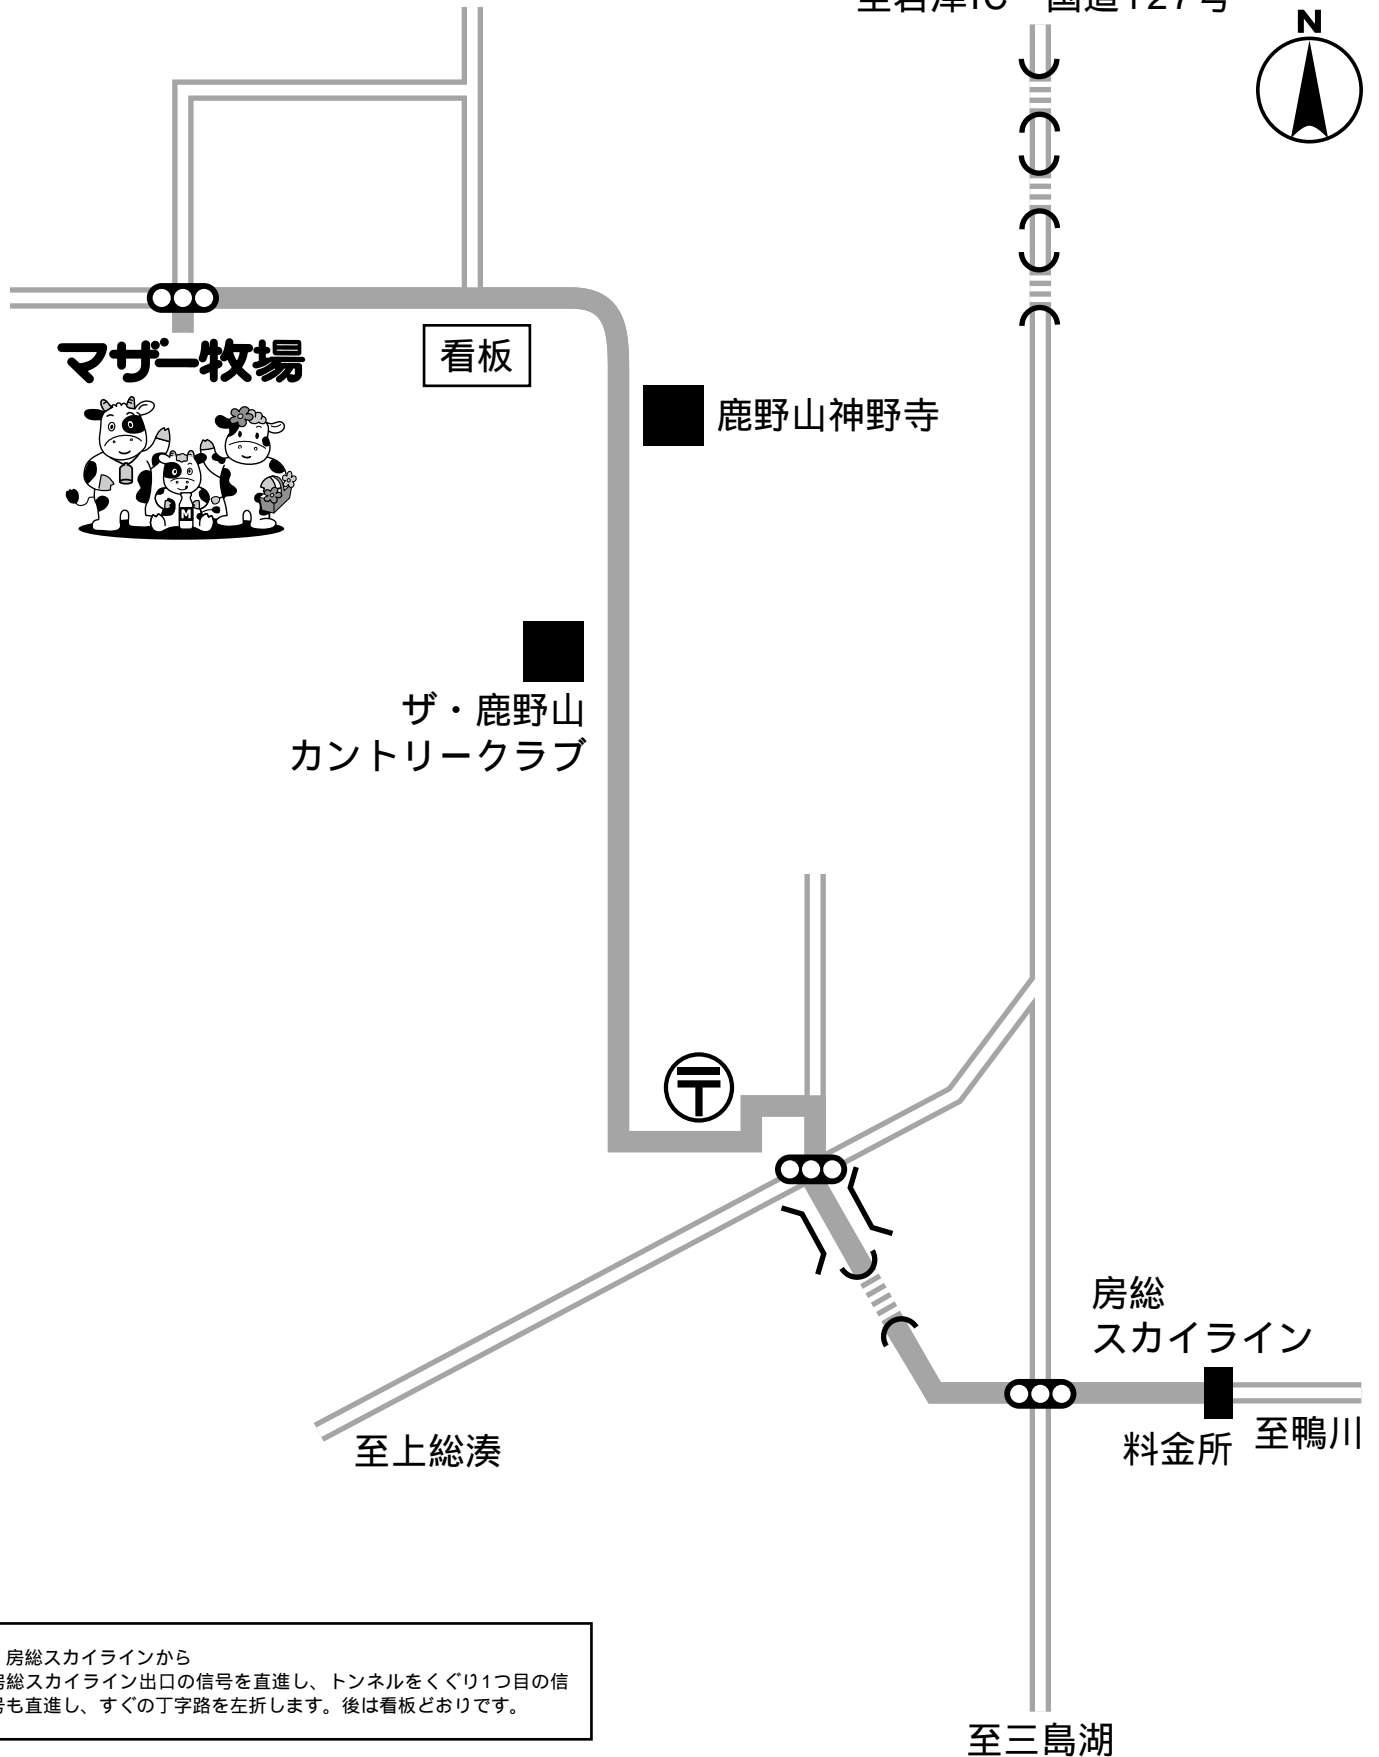 至君津IC 国道127号
N
マザー牧場
看板
鹿野山神野寺
M
ザ・鹿野山
カントリークラブ
〒
房総
スカイライン
至上総湊
料金所
至鴨川
房総スカイラインから
房総スカイライン出口の信号を直進し、トンネルをくぐり1つ目の信
号も直進し、すぐの丁字路を左折します。後は看板どおりです。
至三島湖